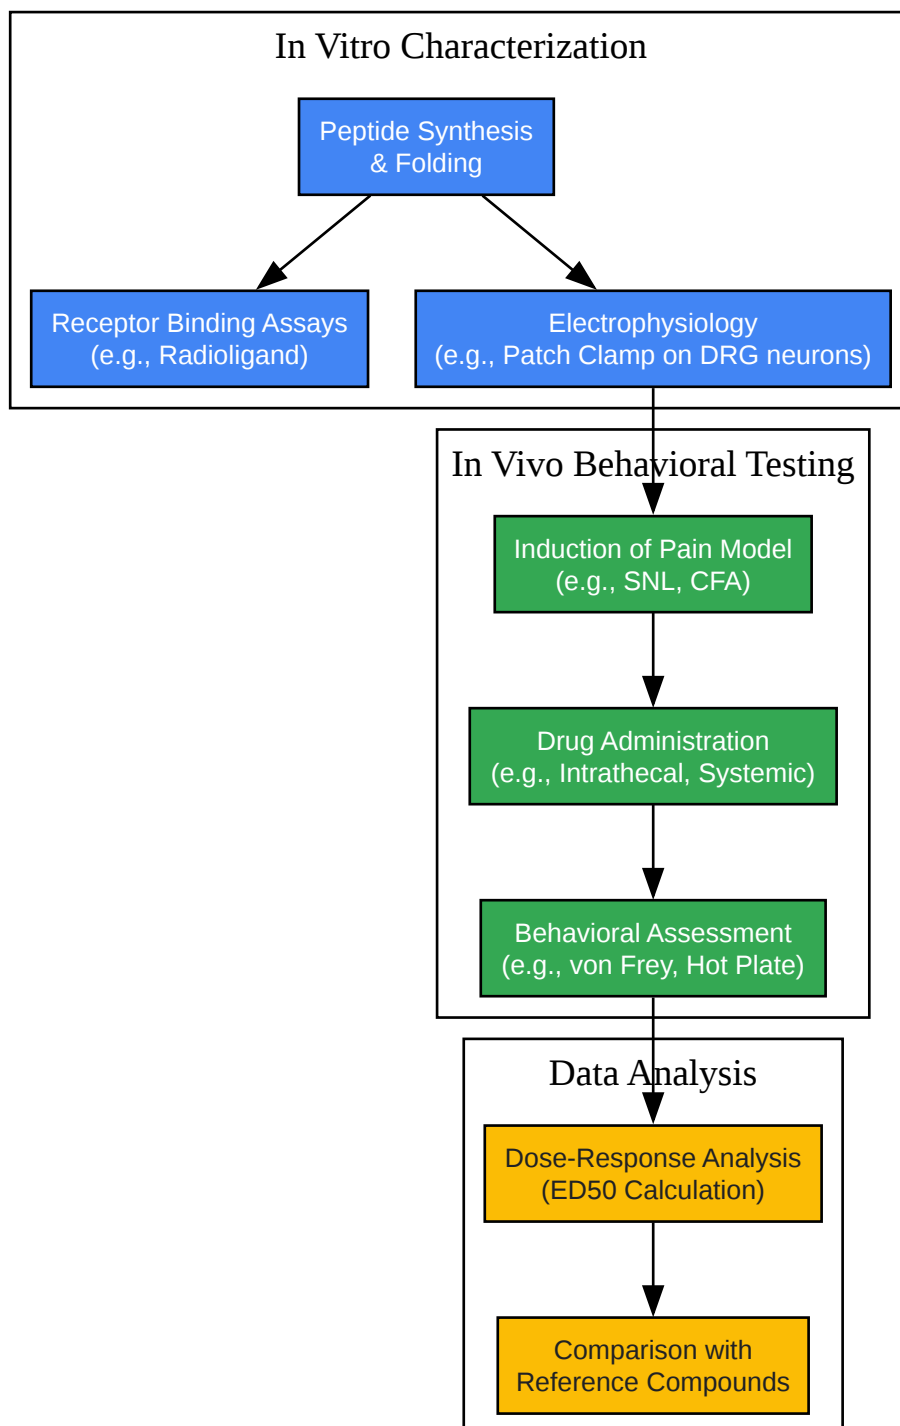 In Vitro Characterization
Peptide Synthesis
& Folding
Receptor Binding Assays
(e.g., Radioligand)
Electrophysiology
(e.g., Patch Clamp on DRG neurons)
In Vivo Behavioral Testing
Induction of Pain Model
(e.g., SNL, CFA)
Drug Administration
(e.g., Intrathecal, Systemic)
Behavioral Assessment
(e.g., von Frey, Hot Plate)
Data Analysis
Dose-Response Analysis
(ED50 Calculation)
Comparison with
Reference Compounds